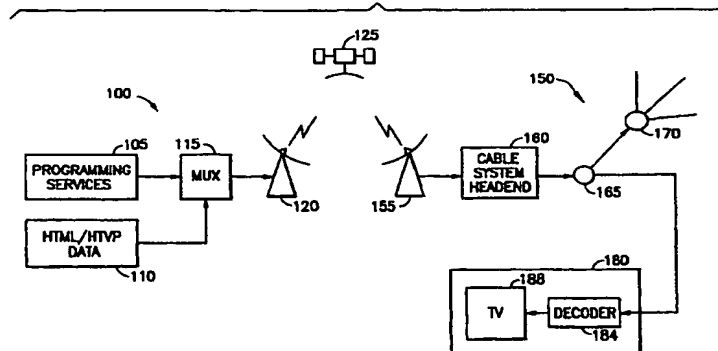 125
100
150
105
115
160
170
PROGRAMMING
SERVICES
MUX
CABLE
SYSTEM
HEADEND
165
120
155
HTML/HTVP
DATA
110
180
188
TV
DECODER
184